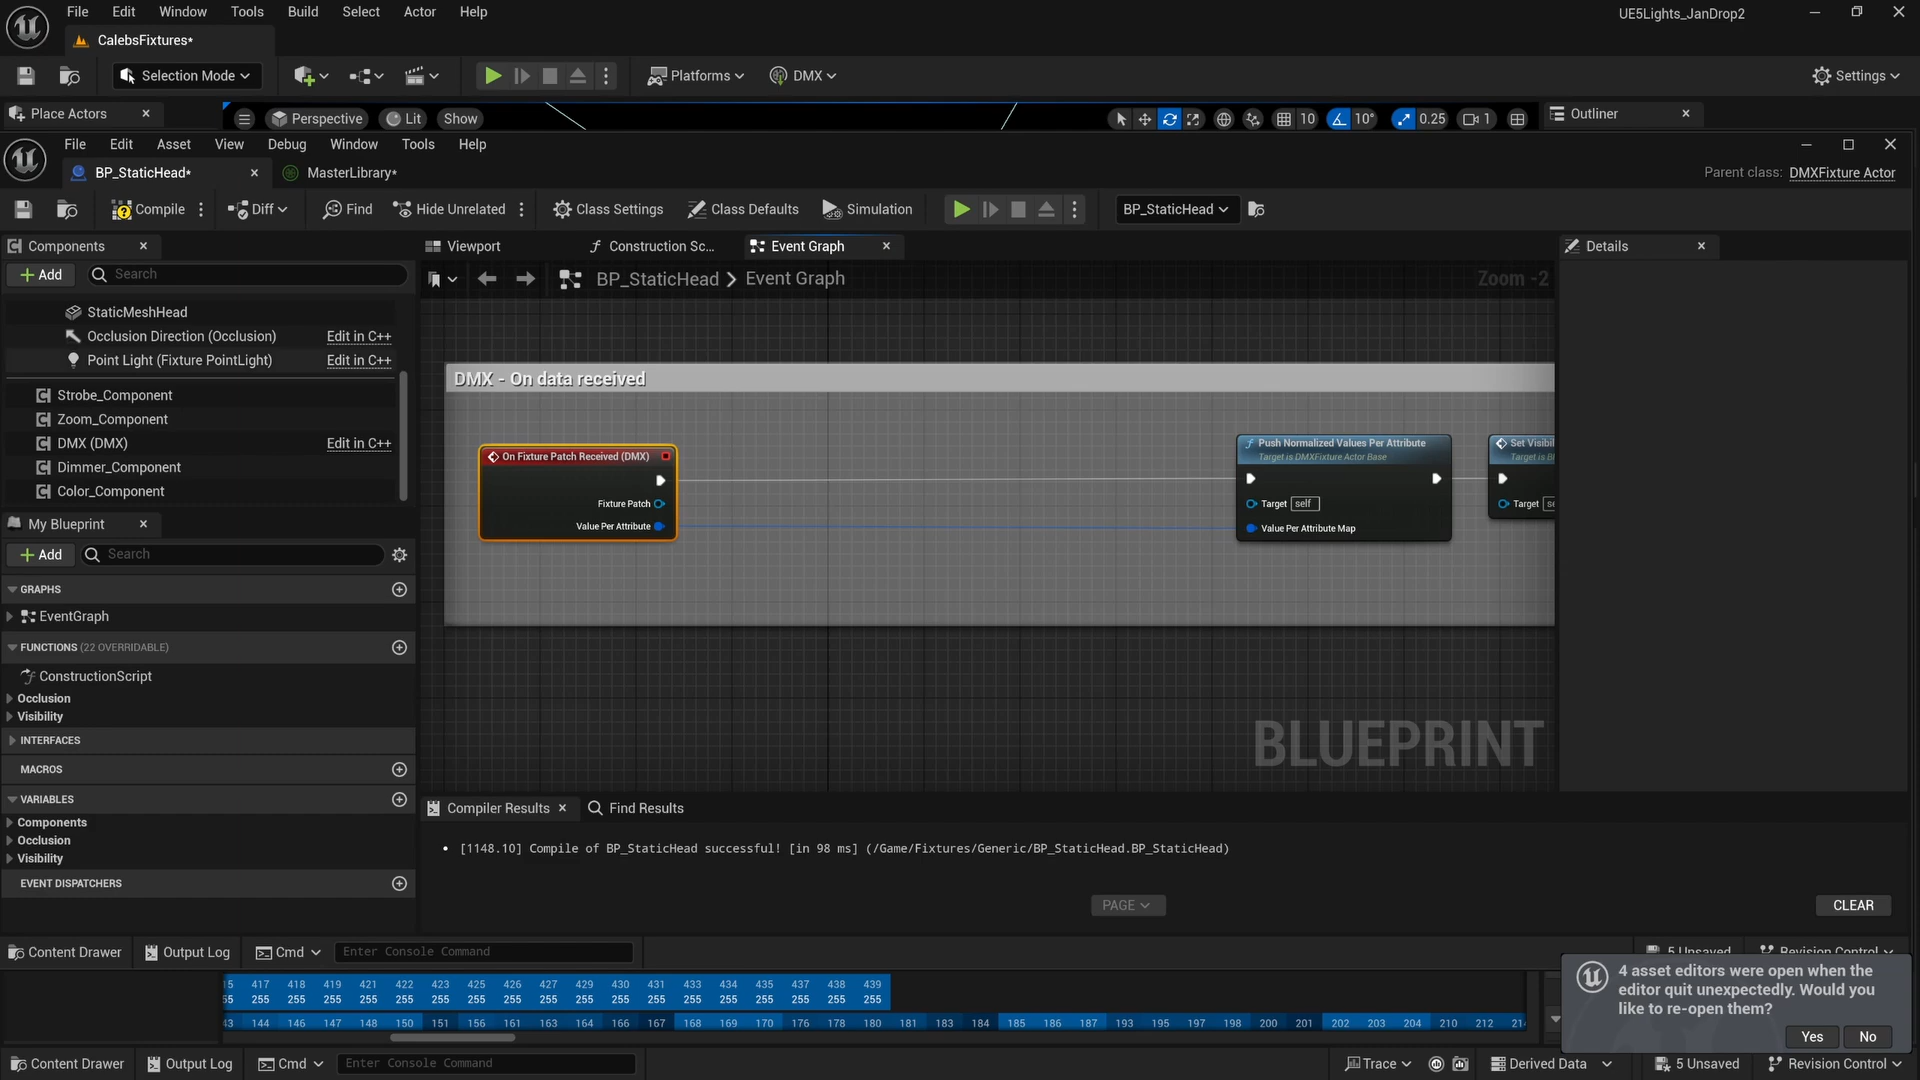 File Edit Window Tools Build Select Actor Help
UE5Lights_JanDrop2
CalebsFixtures*
Selection Mode
Platforms
DMX
Settings
Place Actors
Perspective
Lit
Show
10
10°
0.25
1
Outliner
File Edit Asset View Debug Window Tools Help
BP_StaticHead*
MasterLibrary*
Parent class: DMXFixture Actor
Compile
Diff
Find
Hide Unrelated
Class Settings
Class Defaults
Simulation
BP_StaticHead
Components
Viewport
Construction Sc...
Event Graph
Details
Add
Search
BP_StaticHead > Event Graph
Zoom -2
StaticMeshHead
Occlusion Direction (Occlusion) Edit in C++
Point Light (Fixture PointLight) Edit in C++
Strobe_Component
Zoom_Component
DMX (DMX) Edit in C++
Dimmer_Component
Color_Component
DMX - On data received
On Fixture Patch Received (DMX)
Fixture Patch
Value Per Attribute
Push Normalized Values Per Attribute
Target is DMXFixture Actor Base
Target self
Value Per Attribute Map
Set Visibil
Target is Bl
Target se
BLUEPRINT
My Blueprint
Add
Search
GRAPHS
EventGraph
FUNCTIONS (22 OVERRIDABLE)
ConstructionScript
Occlusion
Visibility
INTERFACES
MACROS
VARIABLES
Components
Occlusion
Visibility
EVENT DISPATCHERS
Compiler Results
Find Results
[1148.10] Compile of BP_StaticHead successful! [in 98 ms] (/Game/Fixtures/Generic/BP_StaticHead.BP_StaticHead)
PAGE
CLEAR
Content Drawer
Output Log
Cmd
Enter Console Command
5 Unsaved
Revision Control
15 417 418 419 421 422 423 425 426 427 429 430 431 433 434 435 437 438 439
55 255 255 255 255 255 255 255 255 255 255 255 255 255 255 255 255 255 255
43 144 146 147 148 150 151 156 161 163 164 166 167 168 169 170 176 178 180 181 183 184 185 186 187 193 195 197 198 200 201 202 203 204 210 212 214
4 asset editors were open when the
editor quit unexpectedly. Would you
like to re-open them?
Yes
No
Content Drawer
Output Log
Cmd
Enter Console Command
Trace
Derived Data
5 Unsaved
Revision Control